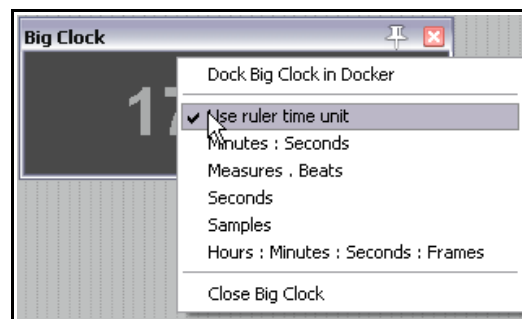 Big Clock
17
Dock Big Clock in Docker
Use ruler time unit
Minutes : Seconds
Measures . Beats
Seconds
Samples
Hours : Minutes : Seconds : Frames
Close Big Clock